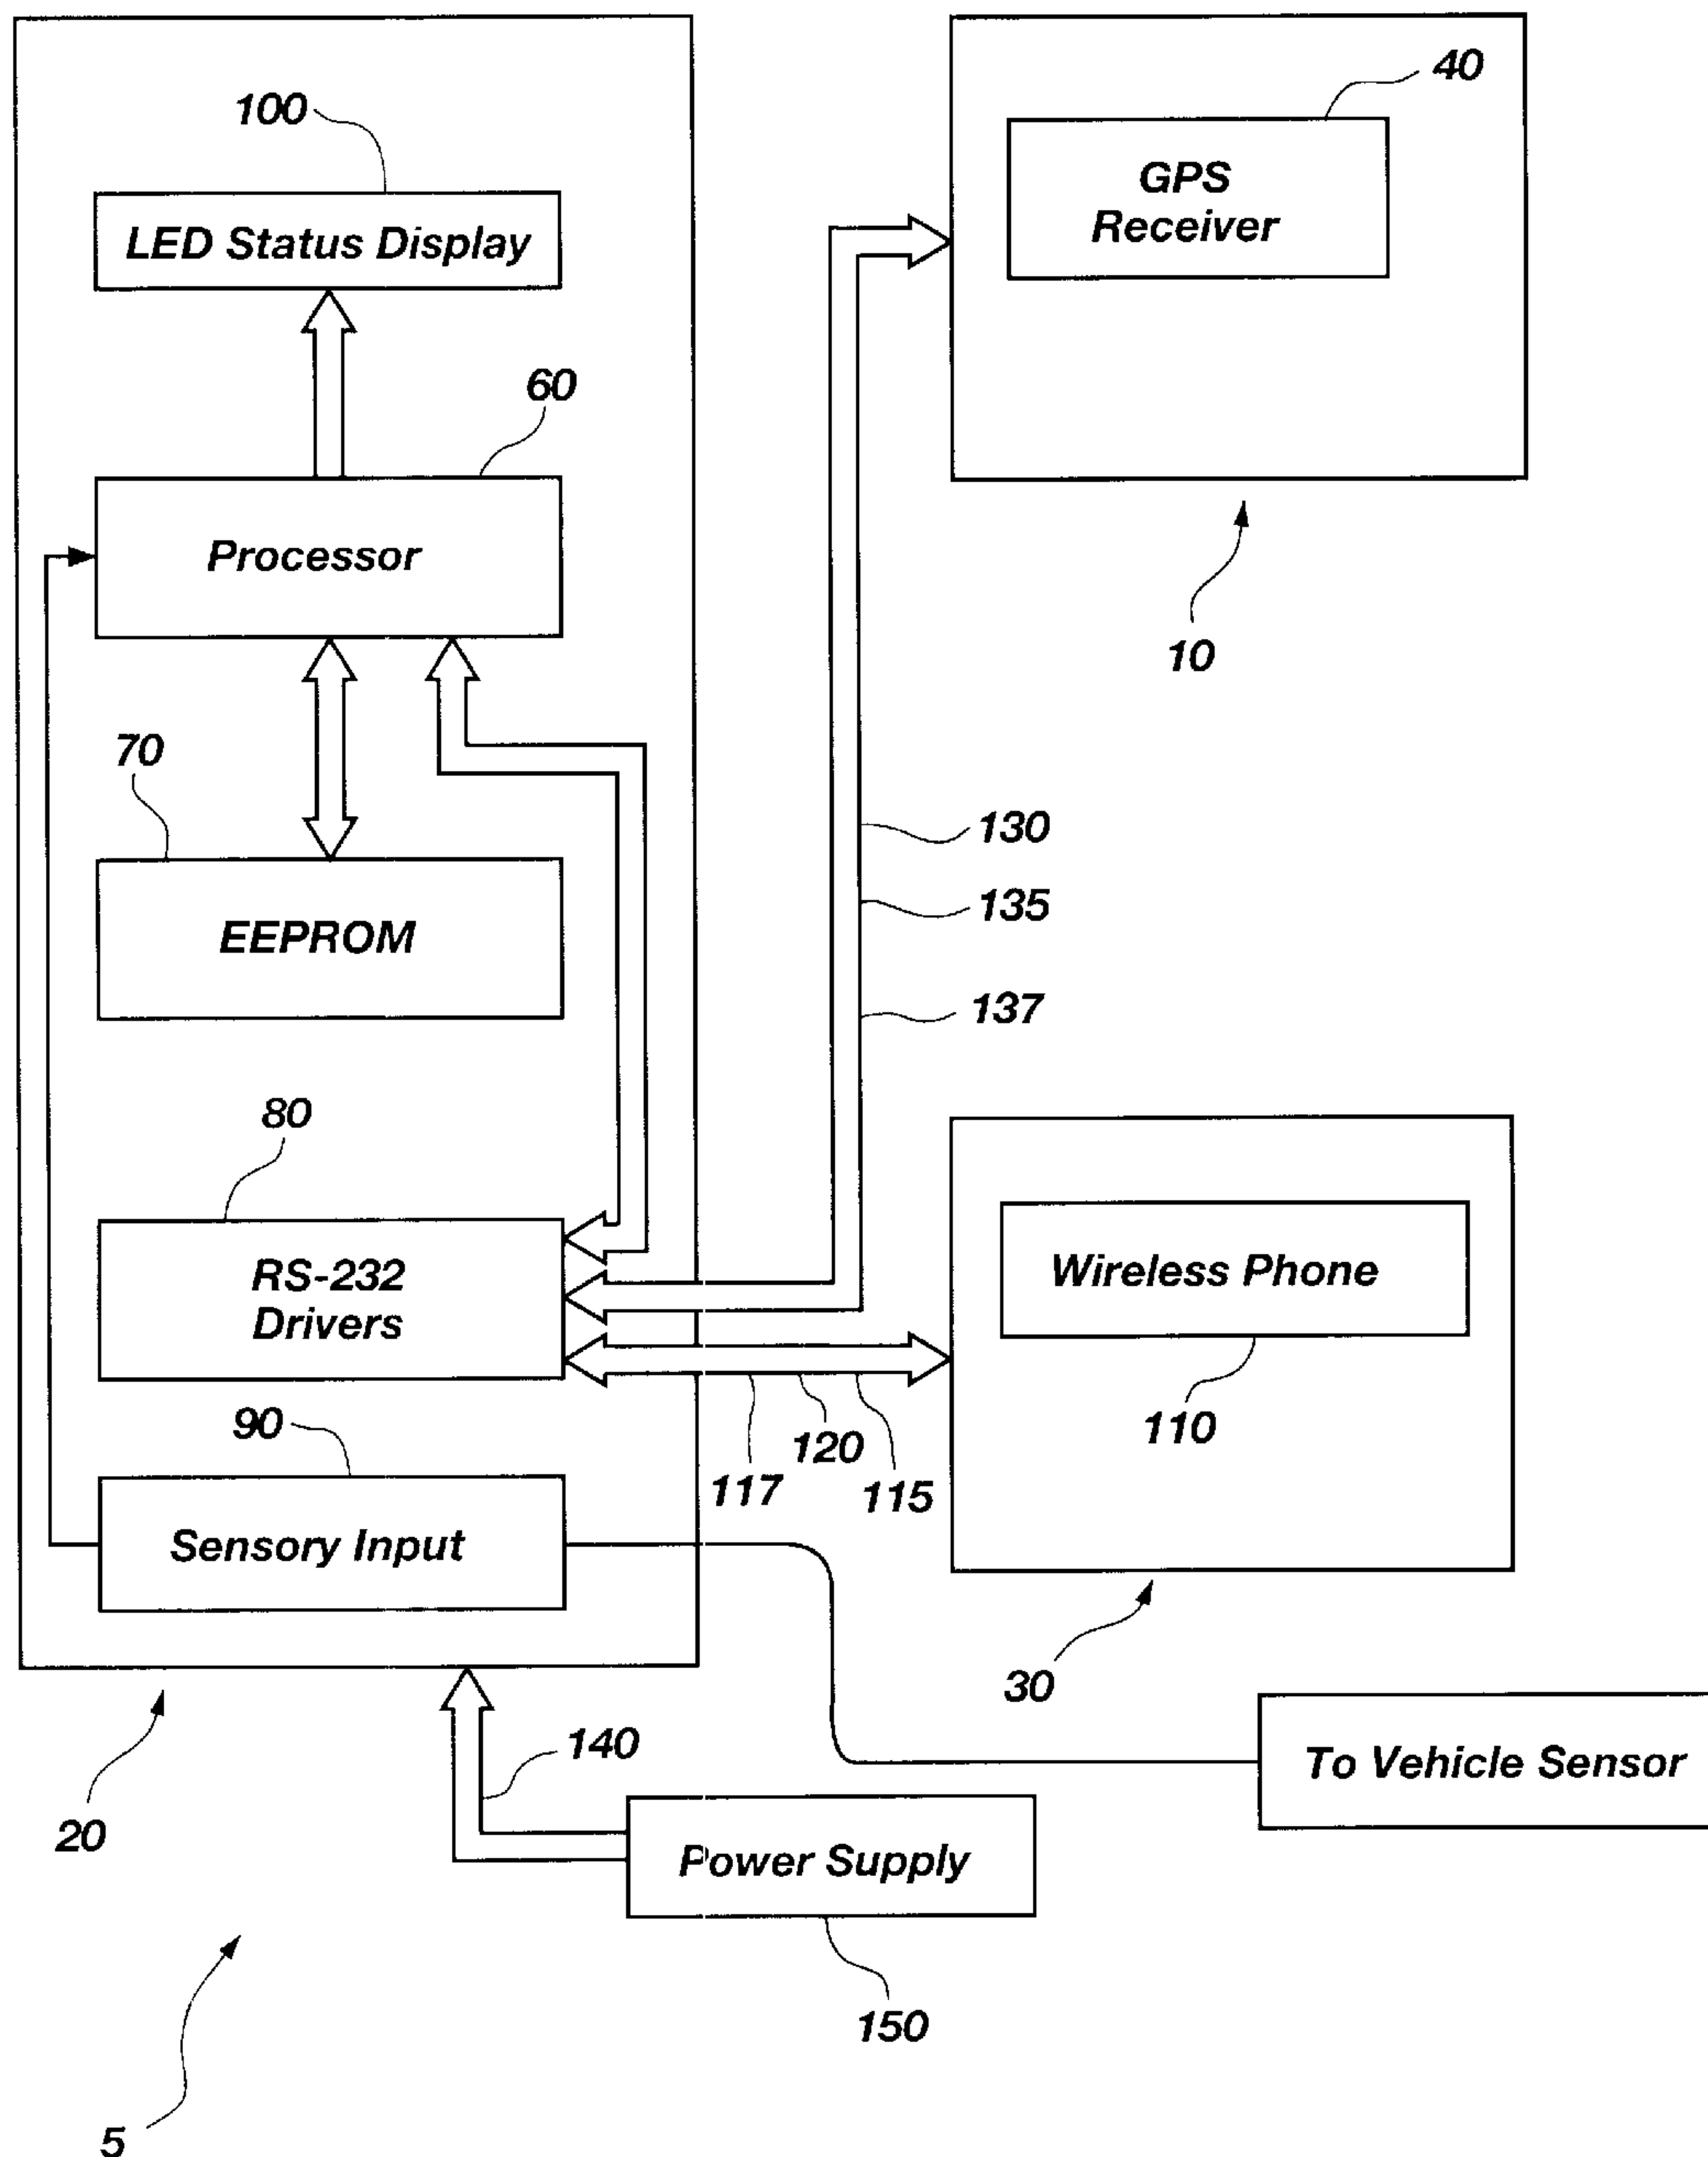 100
LED Status Display
60
Processor
70
EEPROM
80
RS-232
Drivers
90
Sensory Input
20
5
40
GPS
Receiver
10
130
135
137
Wireless Phone
110
117
120
115
30
To Vehicle Sensor
140
Power Supply
150